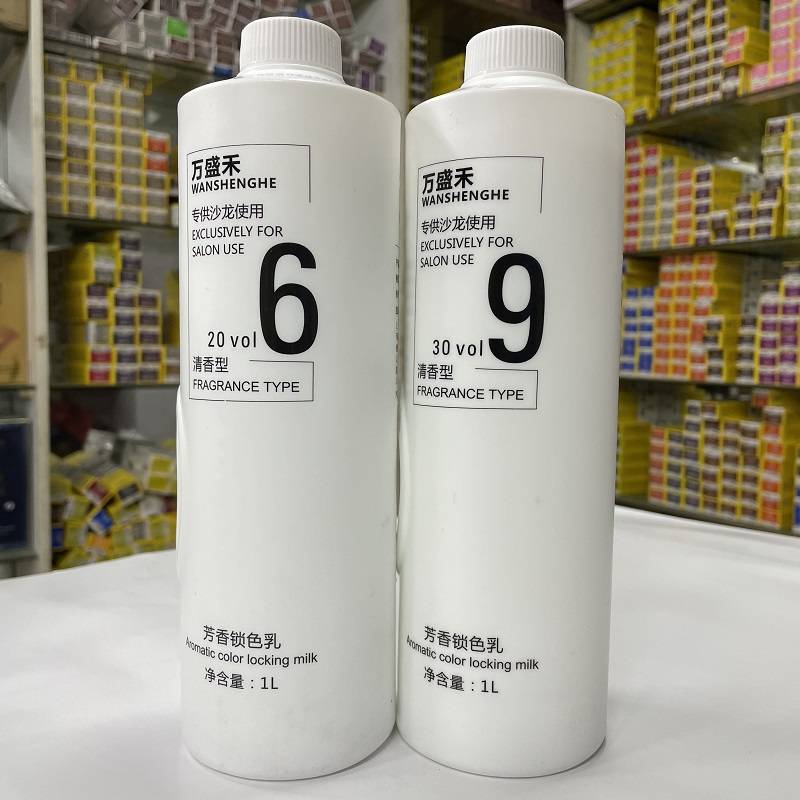 万盛禾
WANSHENGHE
专供沙龙使用
EXCLUSIVELY FOR
SALON USE
6
20 vol
清香型
FRAGRANCE TYPE
芳香锁色乳
Aromatic color locking milk
净含量：1L
万盛禾
WANSHENGHE
专供沙龙使用
EXCLUSIVELY FOR
SALON USE
9
30 vol
清香型
FRAGRANCE TYPE
芳香锁色乳
Aromatic color locking milk
净含量：1L